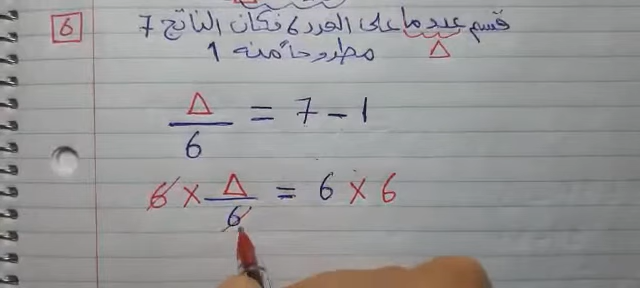 6 قسم عدد ما على العدد 6 فكان الناتج 7
مطروحاً منه 1 Δ
Δ/6 = 7 - 1
6 × Δ/6 = 6 × 6